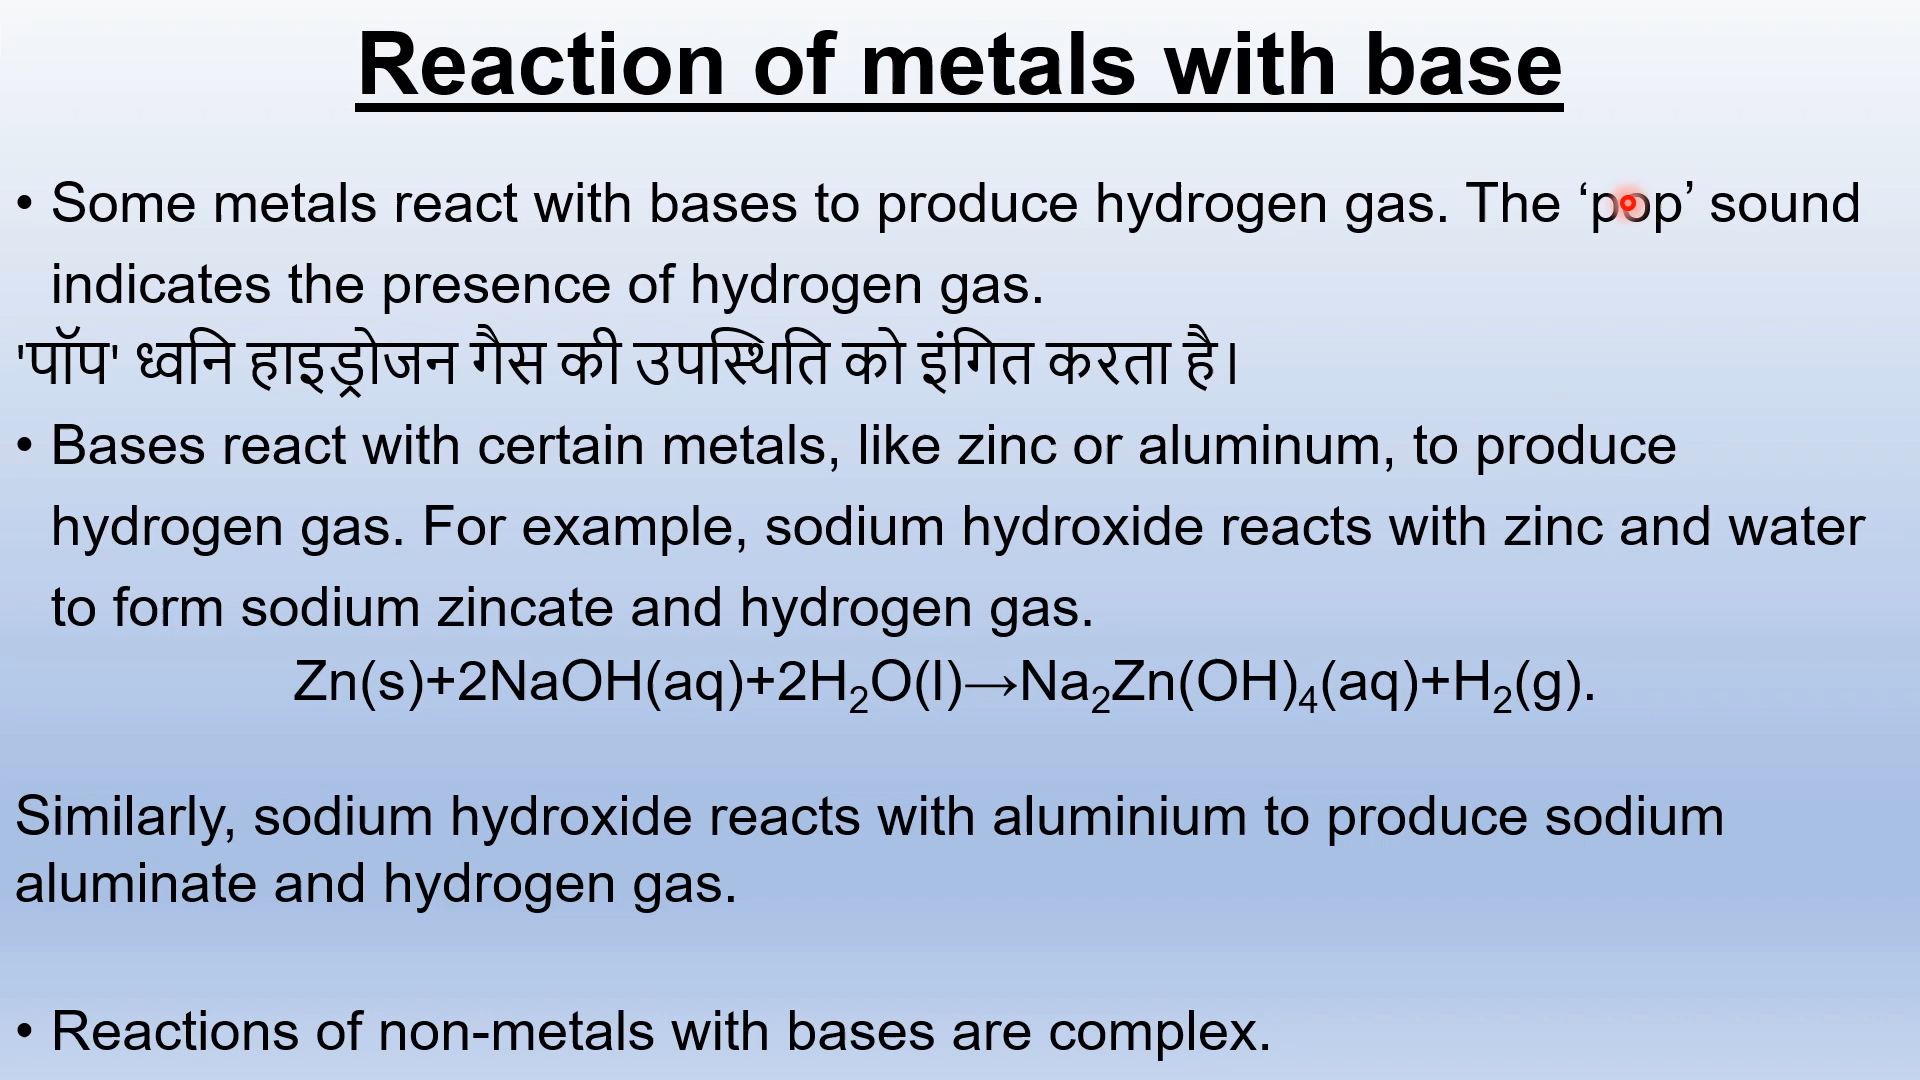 Reaction of metals with base
• Some metals react with bases to produce hydrogen gas. The ‘pop’ sound
indicates the presence of hydrogen gas.
'पॉप' ध्वनि हाइड्रोजन गैस की उपस्थिति को इंगित करता है।
• Bases react with certain metals, like zinc or aluminum, to produce
hydrogen gas. For example, sodium hydroxide reacts with zinc and water
to form sodium zincate and hydrogen gas.
Zn(s)+2NaOH(aq)+2H₂O(l)→Na₂Zn(OH)₄(aq)+H₂(g).
Similarly, sodium hydroxide reacts with aluminium to produce sodium
aluminate and hydrogen gas.
• Reactions of non-metals with bases are complex.